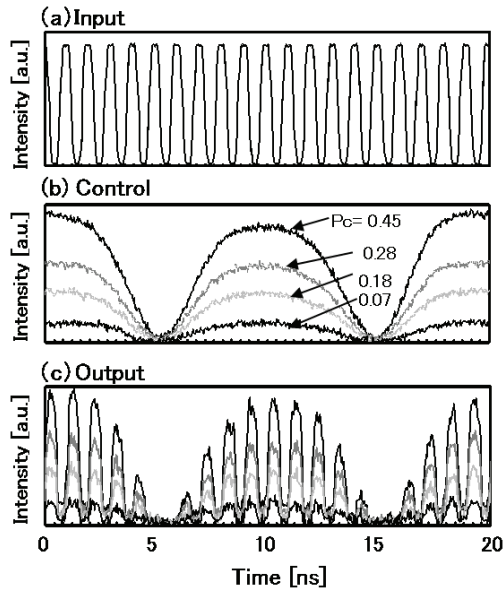 (a)Input
Intensity [a.u.]
(b) Control
Intensity [a.u.]
Pc= 0.45
0.28
0.18
0.07
(c)Output
Intensity [a.u.]
0 5 10 15 20
Time [ns]